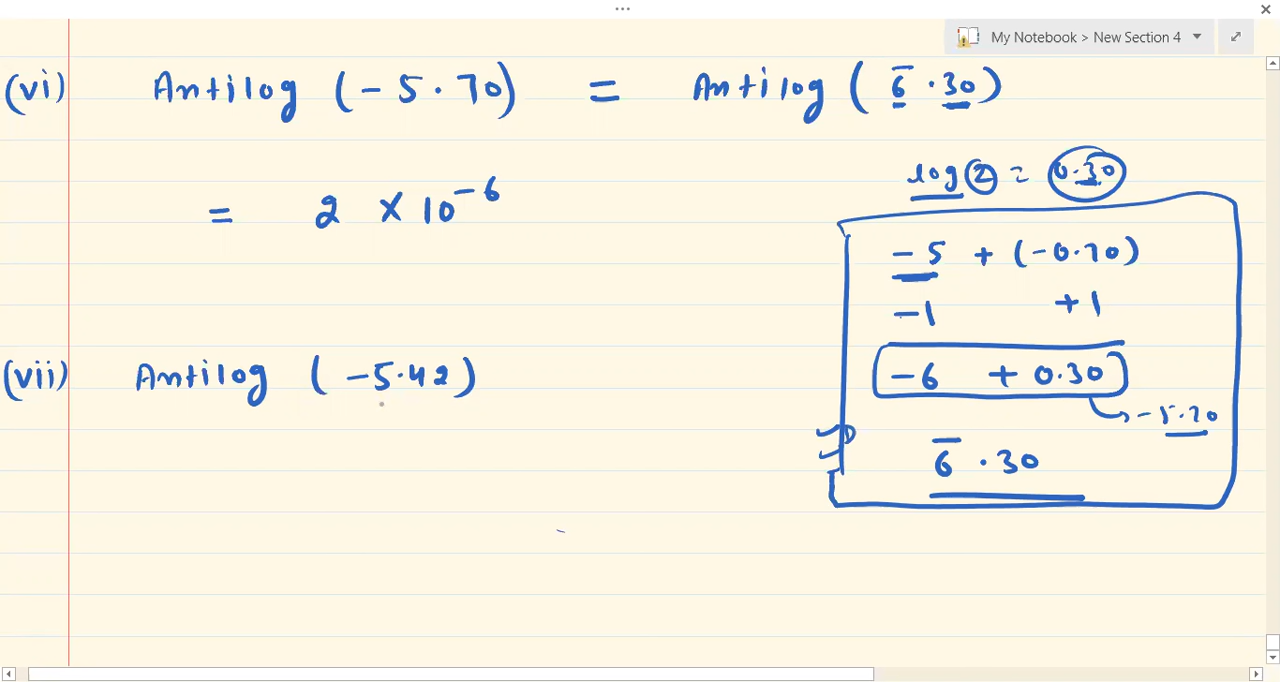 My Notebook > New Section 4
(vi) Antilog (-5.70) = Antilog (6̅.30)
= 2 × 10⁻⁶
log 2 = 0.30
-5 + (-0.70)
-1 +1
-6 + 0.30
→ -5.70
6̅.30
(vii) Antilog (-5.42)